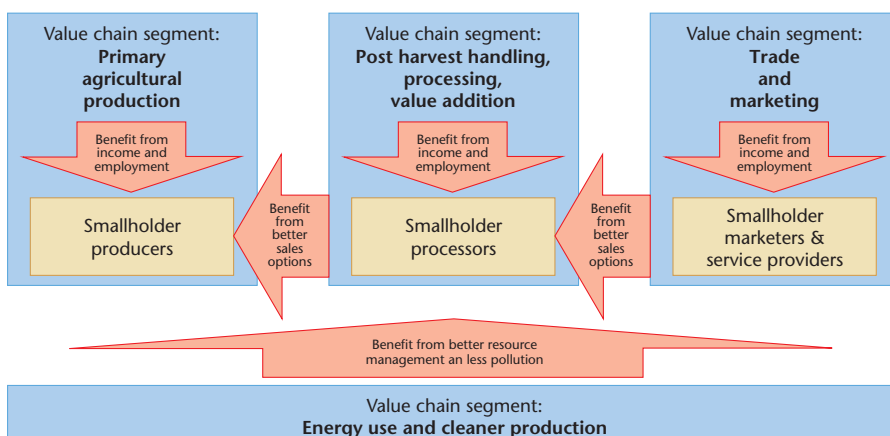 Value chain segment:
Primary
agricultural
production
Benefit from
income and
employment
Smallholder
producers
Benefit
from
better
sales
options
Value chain segment:
Post harvest handling,
processing,
value addition
Benefit from
income and
employment
Smallholder
processors
Benefit
from
better
sales
options
Value chain segment:
Trade
and
marketing
Benefit from
income and
employment
Smallholder
marketers &
service providers
Benefit from better resource
management an less pollution
Value chain segment:
Energy use and cleaner production